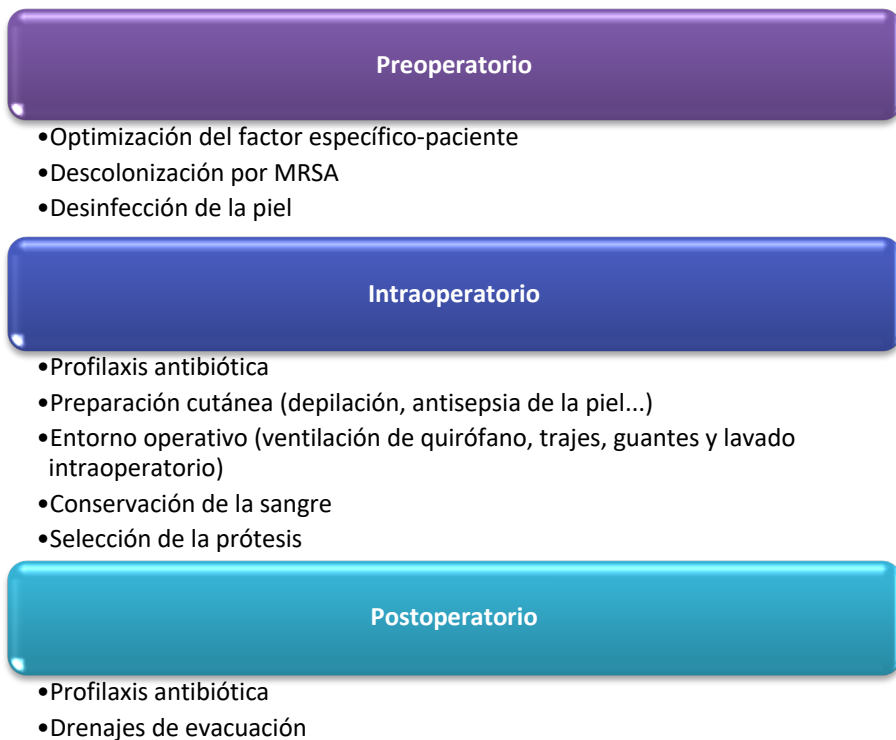 Preoperatorio
•Optimización del factor específico-paciente
•Descolonización por MRSA
•Desinfección de la piel
Intraoperatorio
•Profilaxis antibiótica
•Preparación cutánea (depilación, antisepsia de la piel...)
•Entorno operativo (ventilación de quirófano, trajes, guantes y lavado
intraoperatorio)
•Conservación de la sangre
•Selección de la prótesis
Postoperatorio
•Profilaxis antibiótica
•Drenajes de evacuación